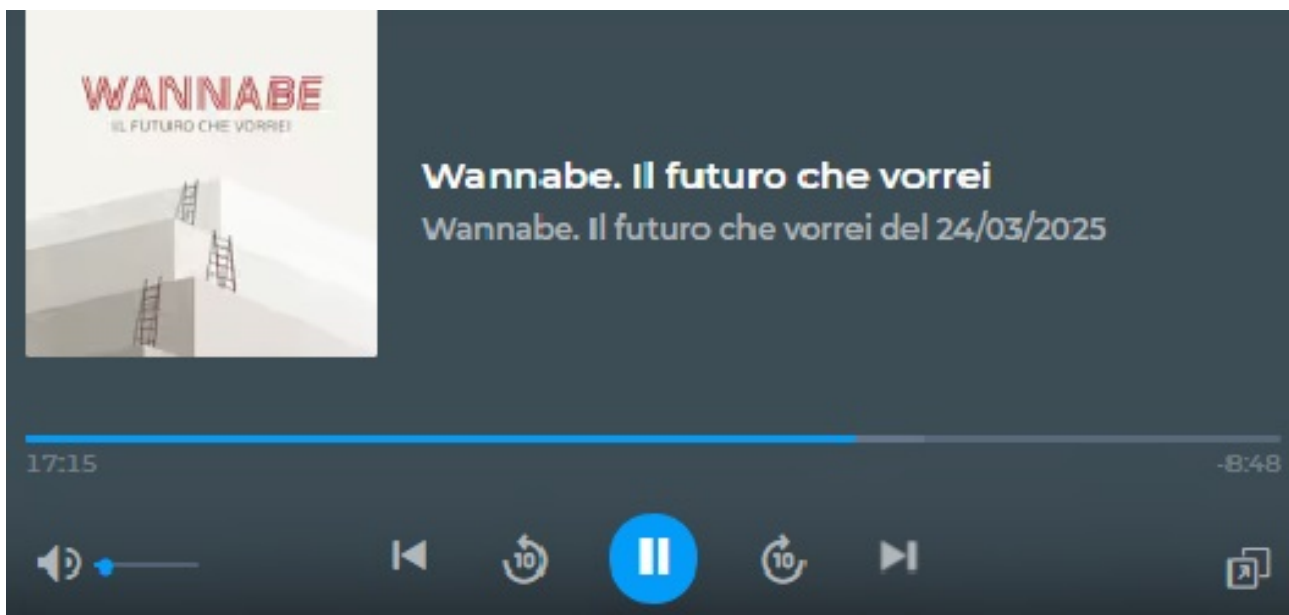 WANNABE
IL FUTURO CHE VORREI
Wannabe. Il futuro che vorrei
Wannabe. Il futuro che vorrei del 24/03/2025
17:15
-8:48
10
10